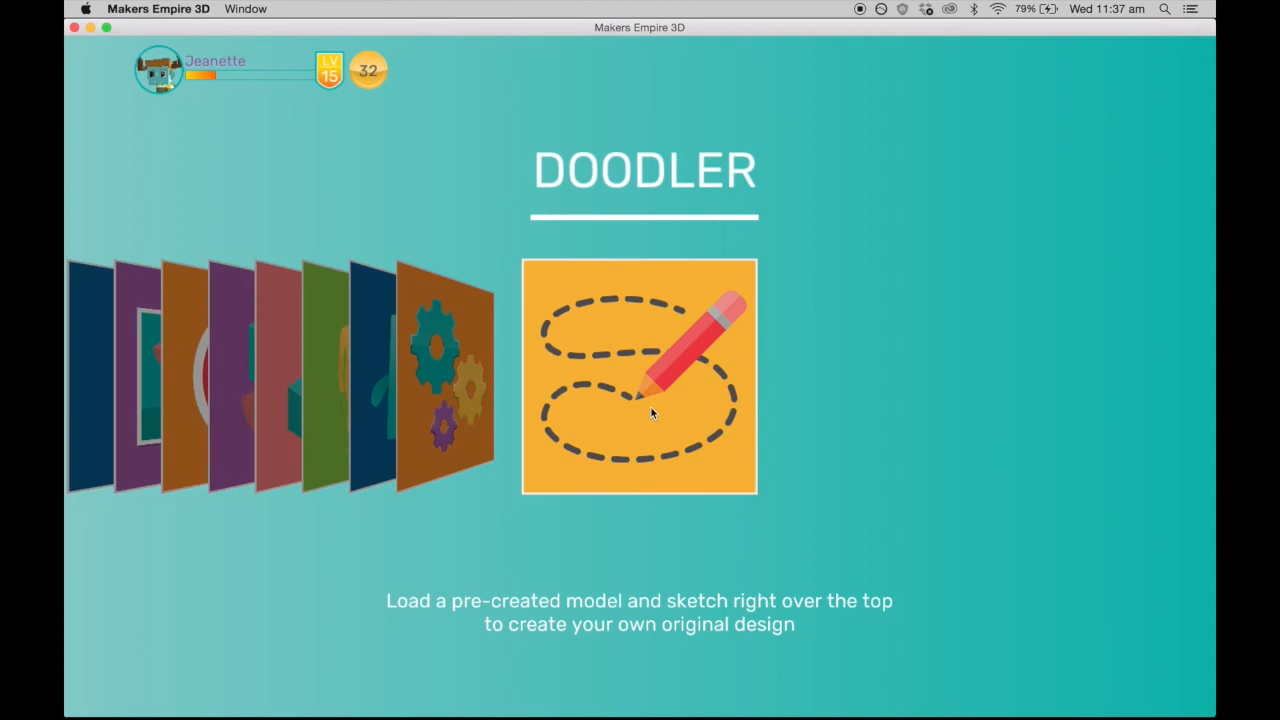 Makers Empire 3D Window 79% Wed 11:37 am
Makers Empire 3D
Jeanette
LV
15
32
DOODLER
Load a pre-created model and sketch right over the top
to create your own original design